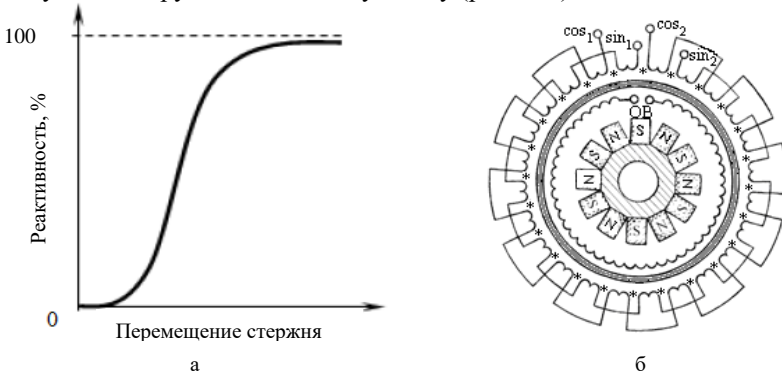 100
Реактивность, %
0
Перемещение стержня
а
cos1
sin1
cos2
sin2
ОВ
S
N
S
N
S
N
S
N
S
N
S
N
б